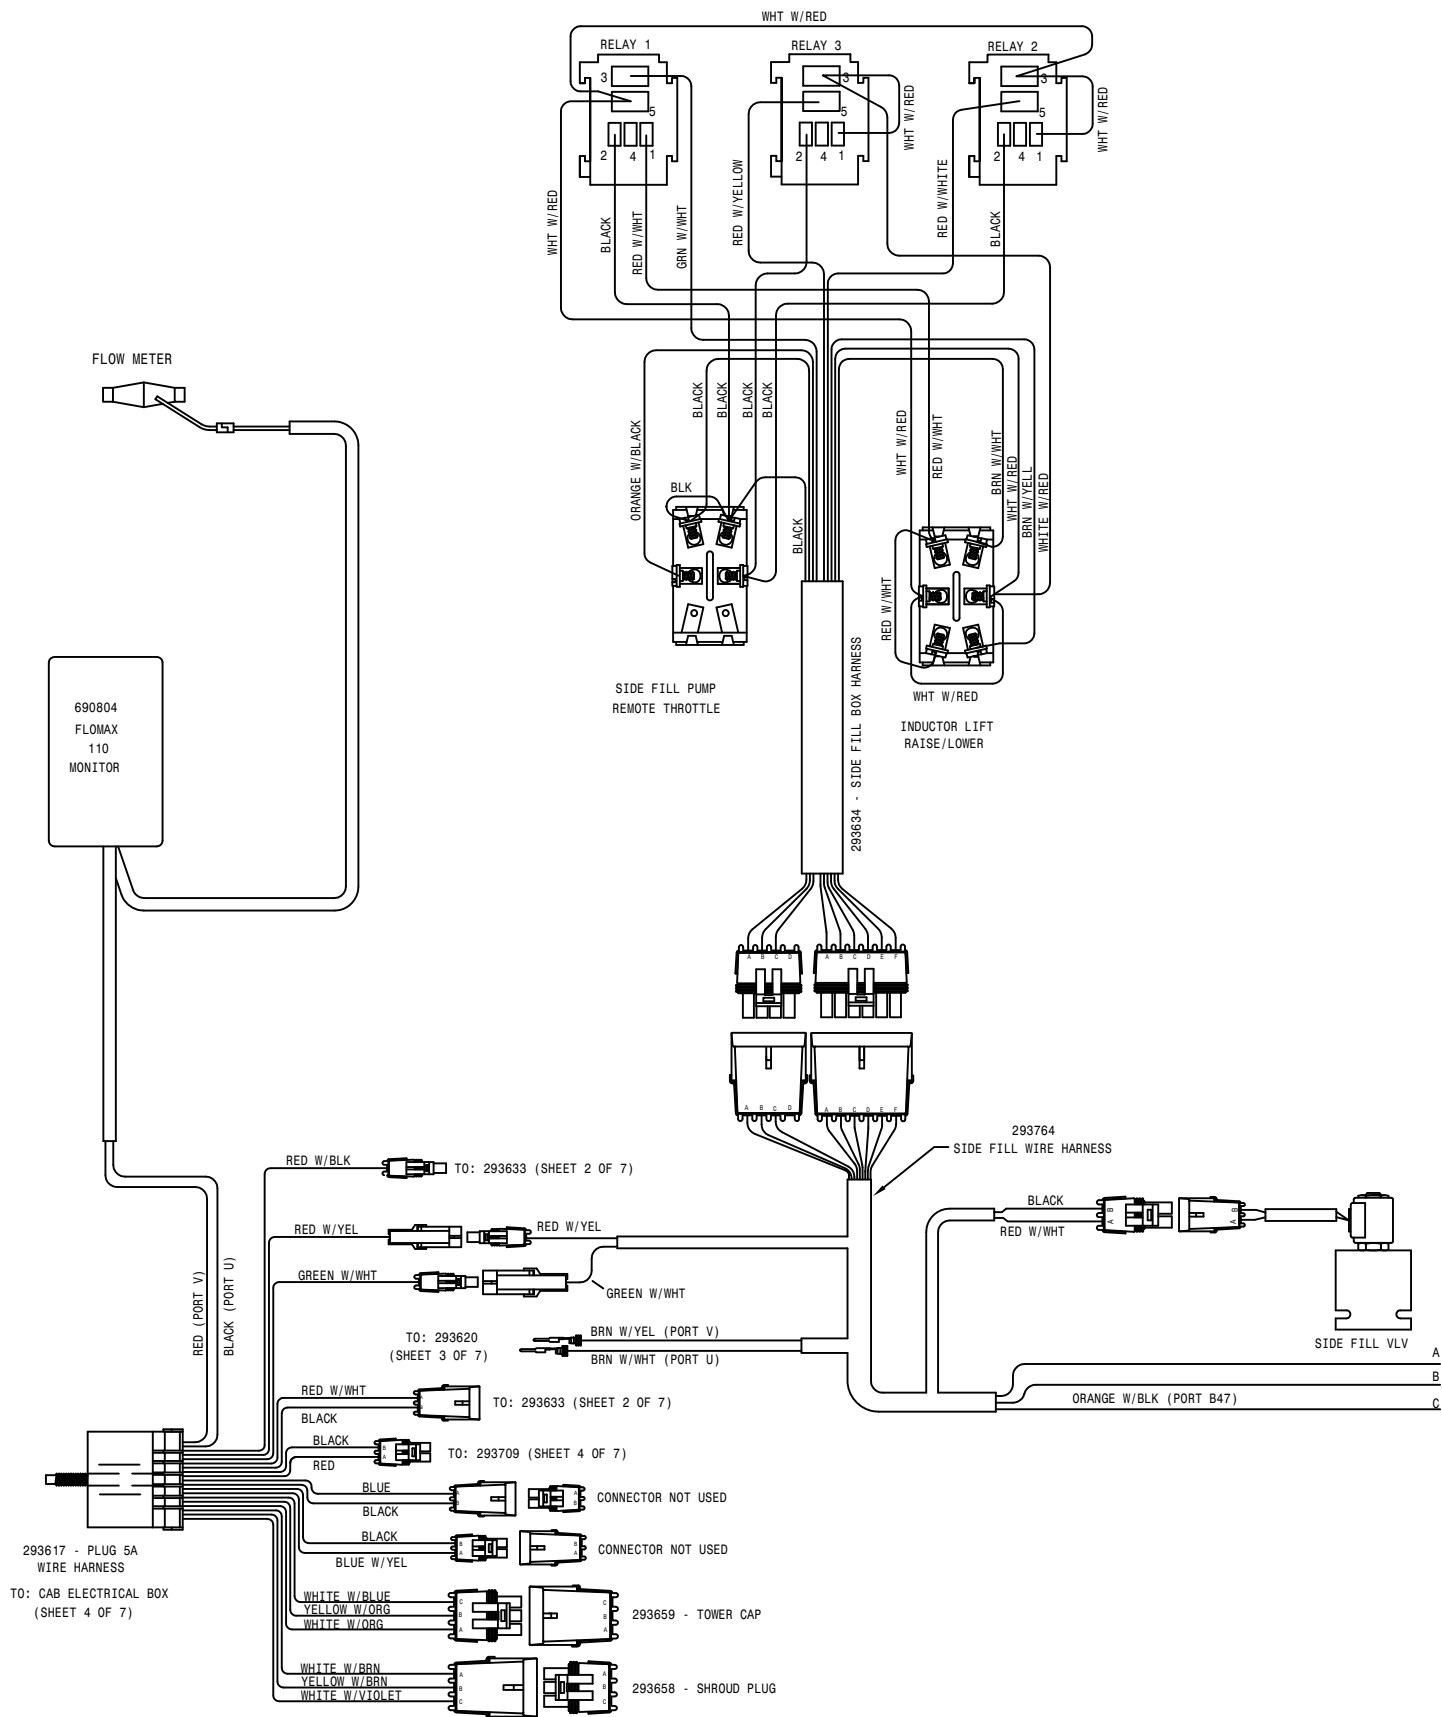 WHT W/RED
RELAY 1
RELAY 3
RELAY 2
3
5
2
4
1
3
5
2
4
1
3
5
2
4
1
WHT W/RED
WHT W/RED
WHT W/RED
BLACK
RED W/WHT
GRN W/WHT
RED W/YELLOW
RED W/WHITE
BLACK
FLOW METER
ORANGE W/BLACK
BLACK
BLACK
BLACK
BLACK
WHT W/RED
RED W/WHT
BRN W/WHT
WHT W/RED
BRN W/YELL
WHITE W/RED
BLK
BLACK
RED W/WHT
SIDE FILL PUMP
REMOTE THROTTLE
WHT W/RED
INDUCTOR LIFT
RAISE/LOWER
690804
FLOMAX
110
MONITOR
293634 - SIDE FILL BOX HARNESS
A B C D
A B C D E F
A B C D
A B C D E F
293764
SIDE FILL WIRE HARNESS
RED W/BLK
TO: 293633 (SHEET 2 OF 7)
RED W/YEL
RED W/YEL
GREEN W/WHT
GREEN W/WHT
BLACK
RED W/WHT
B
A
B
A
SIDE FILL VLV
RED (PORT V)
BLACK (PORT U)
TO: 293620
(SHEET 3 OF 7)
BRN W/YEL (PORT V)
BRN W/WHT (PORT U)
A
B
ORANGE W/BLK (PORT B47)
C
RED W/WHT
BLACK
A
B
TO: 293633 (SHEET 2 OF 7)
BLACK
RED
B
A
TO: 293709 (SHEET 4 OF 7)
BLUE
BLACK
A
B
A
B
CONNECTOR NOT USED
BLACK
BLUE W/YEL
B
A
B
A
CONNECTOR NOT USED
293617 - PLUG 5A
WIRE HARNESS
TO: CAB ELECTRICAL BOX
(SHEET 4 OF 7)
WHITE W/BLUE
YELLOW W/ORG
WHITE W/ORG
C
B
A
C
B
A
293659 - TOWER CAP
WHITE W/BRN
YELLOW W/BRN
WHITE W/VIOLET
A
B
C
A
B
C
293658 - SHROUD PLUG